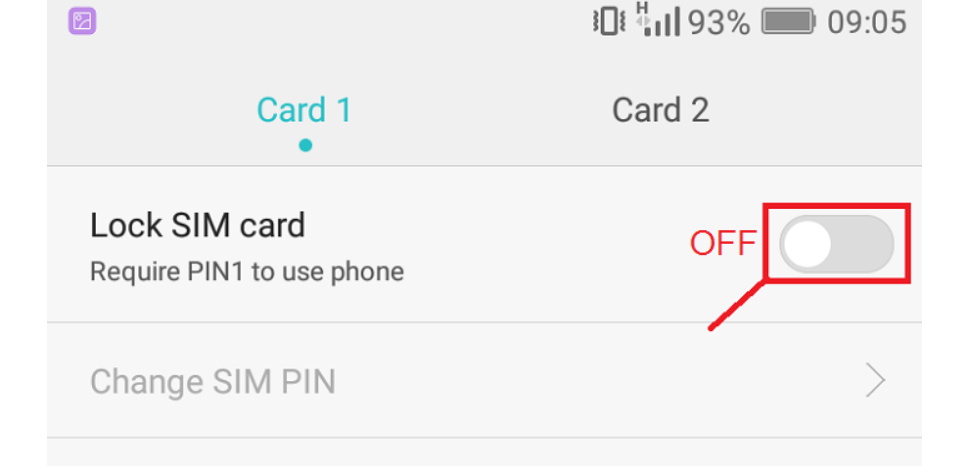 H 93% 09:05
Card 1 Card 2
Lock SIM card
OFF
Require PIN1 to use phone
Change SIM PIN